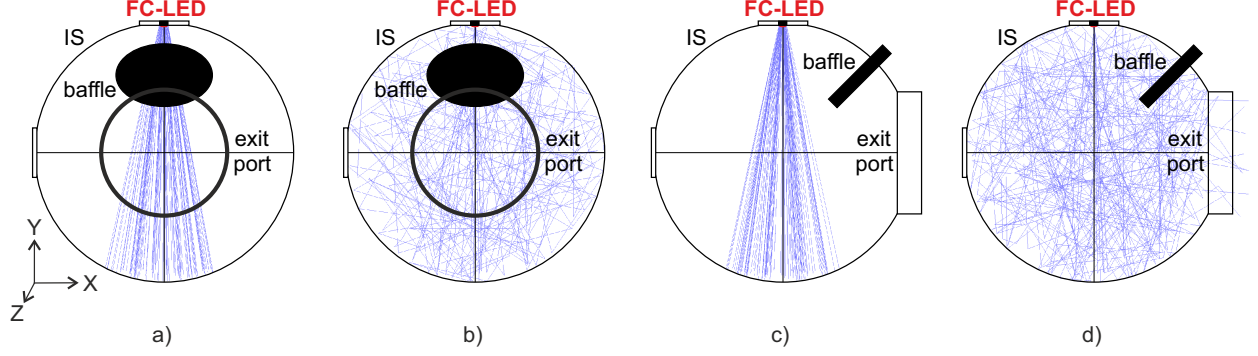 FC-LED
IS
baffle
exit
port
Y
X
Z
a)
FC-LED
IS
baffle
exit
port
b)
FC-LED
IS
baffle
exit
port
c)
FC-LED
IS
baffle
exit
port
d)